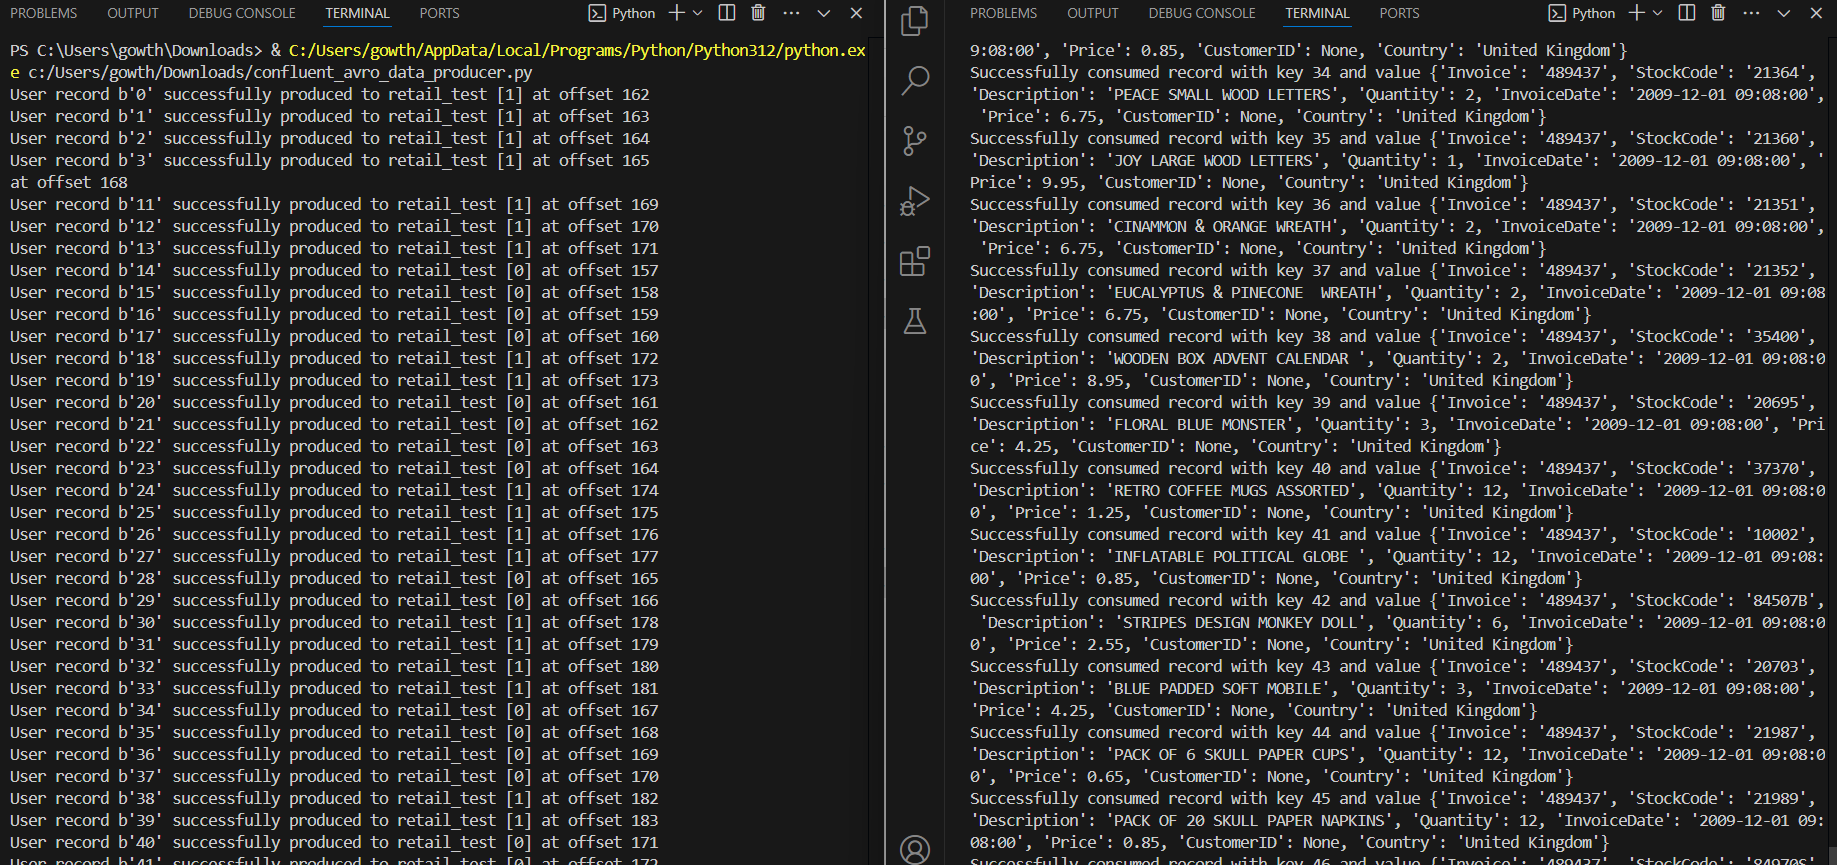 PROBLEMS OUTPUT DEBUG CONSOLE TERMINAL PORTS Python
PS C:\Users\gowth\Downloads> & C:/Users/gowth/AppData/Local/Programs/Python/Python312/python.ex
e c:/Users/gowth/Downloads/confluent_avro_data_producer.py
User record b'0' successfully produced to retail_test [1] at offset 162
User record b'1' successfully produced to retail_test [1] at offset 163
User record b'2' successfully produced to retail_test [1] at offset 164
User record b'3' successfully produced to retail_test [1] at offset 165
at offset 168
User record b'11' successfully produced to retail_test [1] at offset 169
User record b'12' successfully produced to retail_test [1] at offset 170
User record b'13' successfully produced to retail_test [1] at offset 171
User record b'14' successfully produced to retail_test [0] at offset 157
User record b'15' successfully produced to retail_test [0] at offset 158
User record b'16' successfully produced to retail_test [0] at offset 159
User record b'17' successfully produced to retail_test [0] at offset 160
User record b'18' successfully produced to retail_test [1] at offset 172
User record b'19' successfully produced to retail_test [1] at offset 173
User record b'20' successfully produced to retail_test [0] at offset 161
User record b'21' successfully produced to retail_test [0] at offset 162
User record b'22' successfully produced to retail_test [0] at offset 163
User record b'23' successfully produced to retail_test [0] at offset 164
User record b'24' successfully produced to retail_test [1] at offset 174
User record b'25' successfully produced to retail_test [1] at offset 175
User record b'26' successfully produced to retail_test [1] at offset 176
User record b'27' successfully produced to retail_test [1] at offset 177
User record b'28' successfully produced to retail_test [0] at offset 165
User record b'29' successfully produced to retail_test [0] at offset 166
User record b'30' successfully produced to retail_test [1] at offset 178
User record b'31' successfully produced to retail_test [1] at offset 179
User record b'32' successfully produced to retail_test [1] at offset 180
User record b'33' successfully produced to retail_test [1] at offset 181
User record b'34' successfully produced to retail_test [0] at offset 167
User record b'35' successfully produced to retail_test [0] at offset 168
User record b'36' successfully produced to retail_test [0] at offset 169
User record b'37' successfully produced to retail_test [0] at offset 170
User record b'38' successfully produced to retail_test [1] at offset 182
User record b'39' successfully produced to retail_test [1] at offset 183
User record b'40' successfully produced to retail_test [0] at offset 171
User record b'41' successfully produced to retail_test [0] at offset 172
PROBLEMS OUTPUT DEBUG CONSOLE TERMINAL PORTS Python
9:08:00', 'Price': 0.85, 'CustomerID': None, 'Country': 'United Kingdom'}
Successfully consumed record with key 34 and value {'Invoice': '489437', 'StockCode': '21364',
'Description': 'PEACE SMALL WOOD LETTERS', 'Quantity': 2, 'InvoiceDate': '2009-12-01 09:08:00',
'Price': 6.75, 'CustomerID': None, 'Country': 'United Kingdom'}
Successfully consumed record with key 35 and value {'Invoice': '489437', 'StockCode': '21360',
'Description': 'JOY LARGE WOOD LETTERS', 'Quantity': 1, 'InvoiceDate': '2009-12-01 09:08:00', '
Price': 9.95, 'CustomerID': None, 'Country': 'United Kingdom'}
Successfully consumed record with key 36 and value {'Invoice': '489437', 'StockCode': '21351',
'Description': 'CINAMMON & ORANGE WREATH', 'Quantity': 2, 'InvoiceDate': '2009-12-01 09:08:00',
'Price': 6.75, 'CustomerID': None, 'Country': 'United Kingdom'}
Successfully consumed record with key 37 and value {'Invoice': '489437', 'StockCode': '21352',
'Description': 'EUCALYPTUS & PINECONE  WREATH', 'Quantity': 2, 'InvoiceDate': '2009-12-01 09:08
:00', 'Price': 6.75, 'CustomerID': None, 'Country': 'United Kingdom'}
Successfully consumed record with key 38 and value {'Invoice': '489437', 'StockCode': '35400',
'Description': 'WOODEN BOX ADVENT CALENDAR ', 'Quantity': 2, 'InvoiceDate': '2009-12-01 09:08:0
0', 'Price': 8.95, 'CustomerID': None, 'Country': 'United Kingdom'}
Successfully consumed record with key 39 and value {'Invoice': '489437', 'StockCode': '20695',
'Description': 'FLORAL BLUE MONSTER', 'Quantity': 3, 'InvoiceDate': '2009-12-01 09:08:00', 'Pri
ce': 4.25, 'CustomerID': None, 'Country': 'United Kingdom'}
Successfully consumed record with key 40 and value {'Invoice': '489437', 'StockCode': '37370',
'Description': 'RETRO COFFEE MUGS ASSORTED', 'Quantity': 12, 'InvoiceDate': '2009-12-01 09:08:0
0', 'Price': 1.25, 'CustomerID': None, 'Country': 'United Kingdom'}
Successfully consumed record with key 41 and value {'Invoice': '489437', 'StockCode': '10002',
'Description': 'INFLATABLE POLITICAL GLOBE ', 'Quantity': 12, 'InvoiceDate': '2009-12-01 09:08:
00', 'Price': 0.85, 'CustomerID': None, 'Country': 'United Kingdom'}
Successfully consumed record with key 42 and value {'Invoice': '489437', 'StockCode': '84507B',
'Description': 'STRIPES DESIGN MONKEY DOLL', 'Quantity': 6, 'InvoiceDate': '2009-12-01 09:08:0
0', 'Price': 2.55, 'CustomerID': None, 'Country': 'United Kingdom'}
Successfully consumed record with key 43 and value {'Invoice': '489437', 'StockCode': '20703',
'Description': 'BLUE PADDED SOFT MOBILE', 'Quantity': 3, 'InvoiceDate': '2009-12-01 09:08:00',
'Price': 4.25, 'CustomerID': None, 'Country': 'United Kingdom'}
Successfully consumed record with key 44 and value {'Invoice': '489437', 'StockCode': '21987',
'Description': 'PACK OF 6 SKULL PAPER CUPS', 'Quantity': 12, 'InvoiceDate': '2009-12-01 09:08:0
0', 'Price': 0.65, 'CustomerID': None, 'Country': 'United Kingdom'}
Successfully consumed record with key 45 and value {'Invoice': '489437', 'StockCode': '21989',
'Description': 'PACK OF 20 SKULL PAPER NAPKINS', 'Quantity': 12, 'InvoiceDate': '2009-12-01 09:
08:00', 'Price': 0.85, 'CustomerID': None, 'Country': 'United Kingdom'}
Successfully consumed record with key 46 and value {'Invoice': '489437', 'StockCode': '84970S',